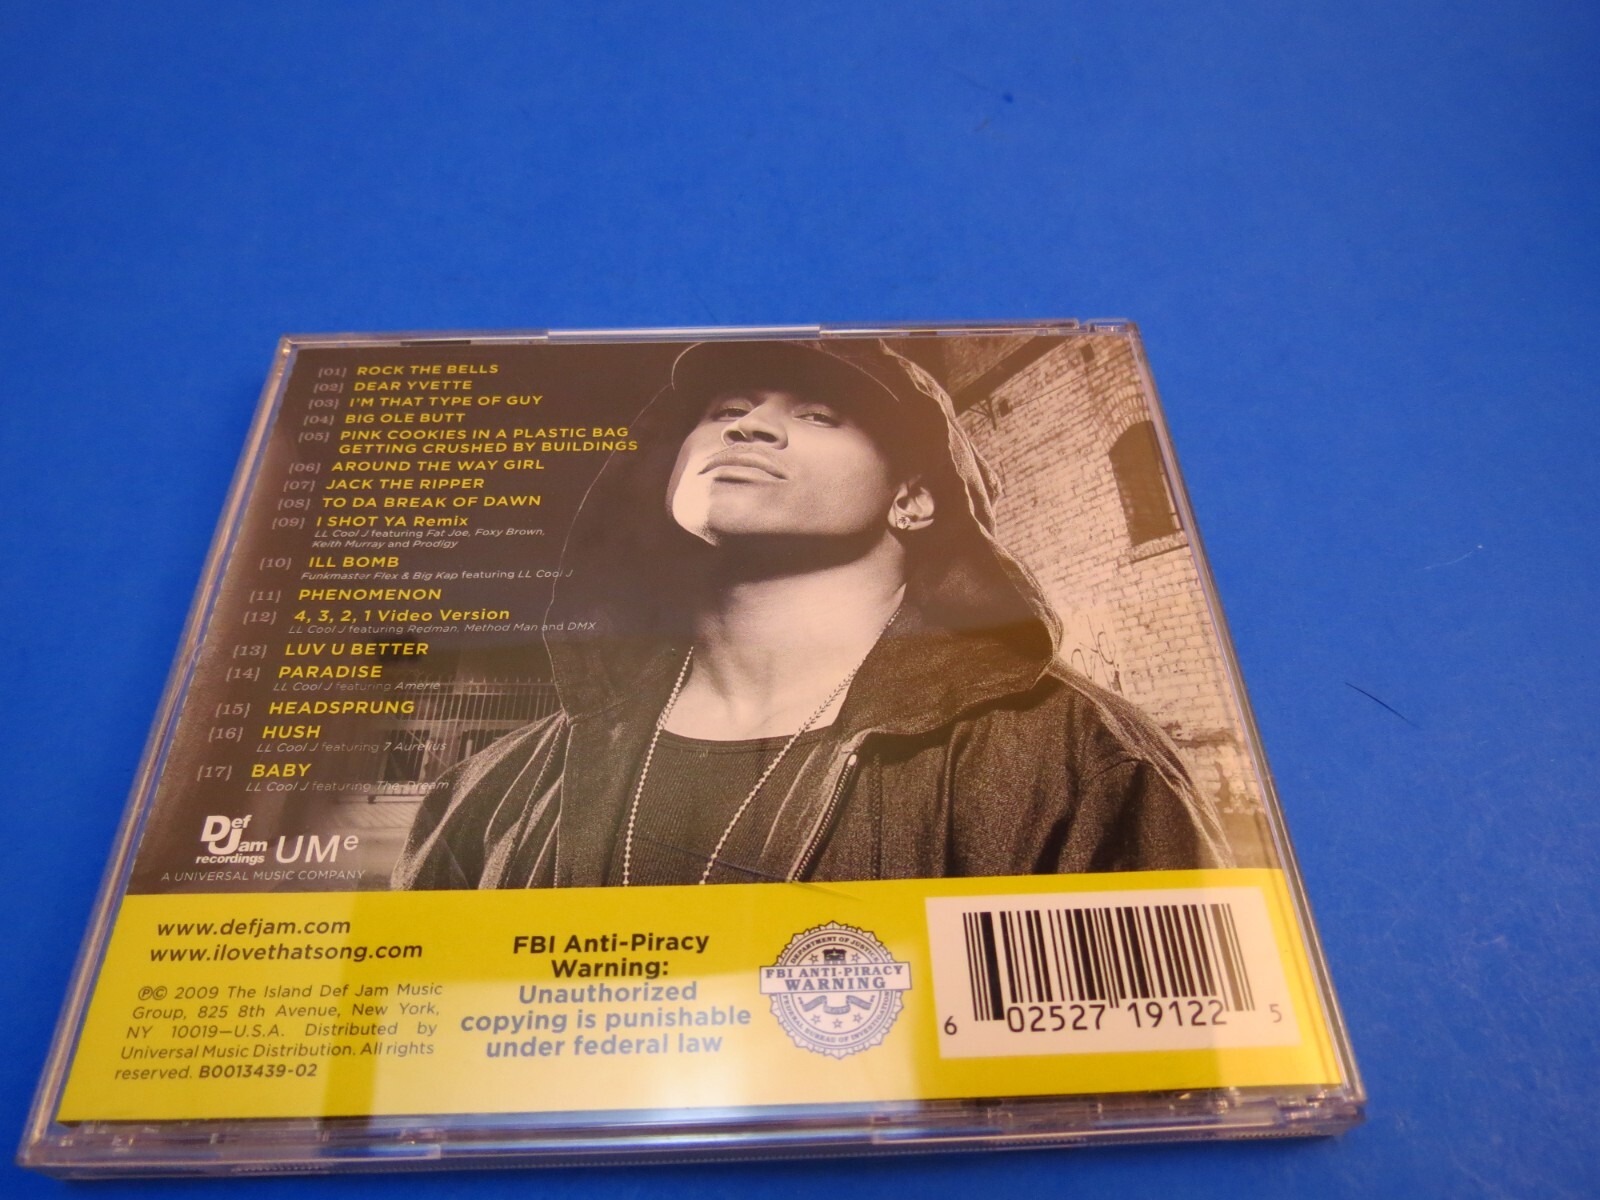 [01] ROCK THE BELLS
[02] DEAR YVETTE
[03] I'M THAT TYPE OF GUY
[04] BIG OLE BUTT
[05] PINK COOKIES IN A PLASTIC BAG
GETTING CRUSHED BY BUILDINGS
[06] AROUND THE WAY GIRL
[07] JACK THE RIPPER
[08] TO DA BREAK OF DAWN
[09] I SHOT YA Remix
LL Cool J featuring Fat Joe, Foxy Brown,
Keith Murray and Prodigy
[10] ILL BOMB
Funkmaster Flex & Big Kap featuring LL Cool J
[11] PHENOMENON
[12] 4, 3, 2, 1 Video Version
LL Cool J featuring Redman, Method Man and DMX
[13] LUV U BETTER
[14] PARADISE
LL Cool J featuring Amerie
[15] HEADSPRUNG
[16] HUSH
LL Cool J featuring 7 Aurelius
[17] BABY
LL Cool J featuring The-Dream
Def Jam recordings UMe
A UNIVERSAL MUSIC COMPANY
www.defjam.com
www.ilovethatsong.com
℗© 2009 The Island Def Jam Music
Group, 825 8th Avenue, New York,
NY 10019—U.S.A. Distributed by
Universal Music Distribution. All rights
reserved. B0013439-02
FBI Anti-Piracy
Warning:
Unauthorized
copying is punishable
under federal law
DEPARTMENT OF JUSTICE
FBI ANTI-PIRACY
WARNING
FEDERAL BUREAU OF INVESTIGATION
6 02527 19122 5